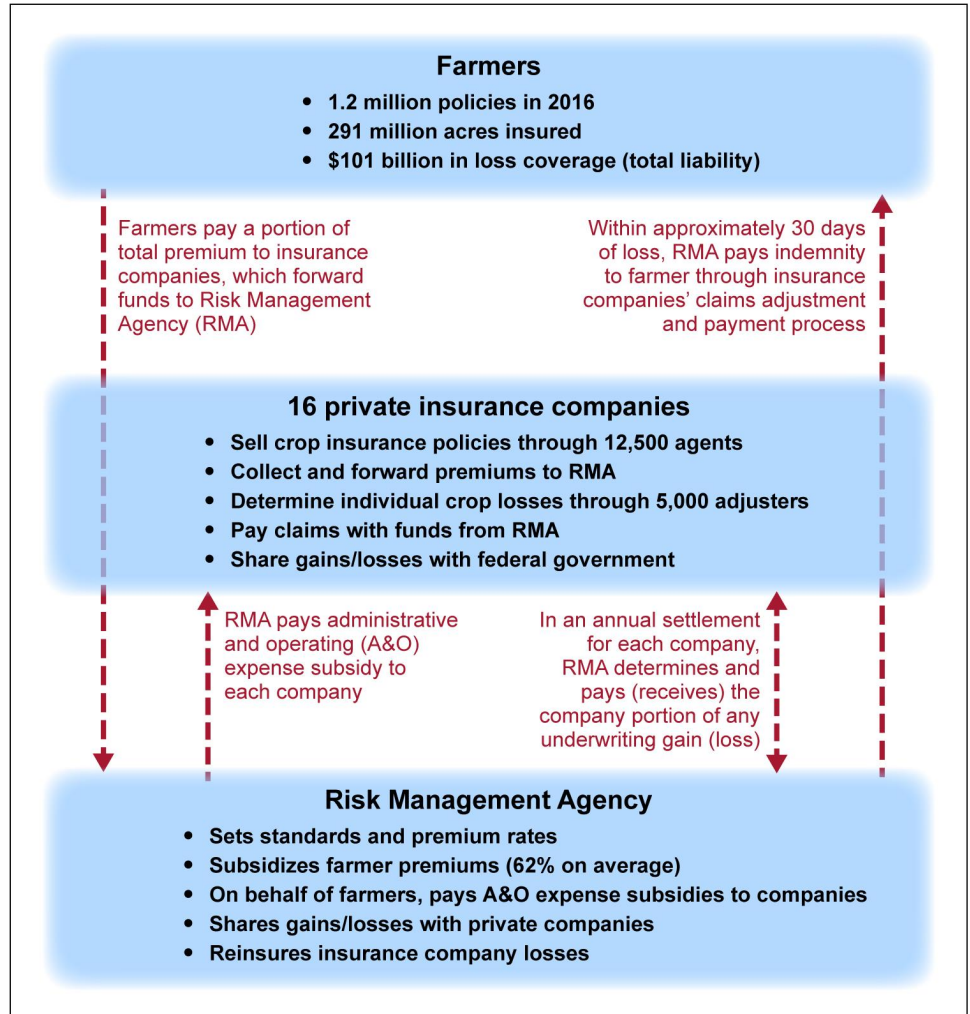 Farmers
• 1.2 million policies in 2016
• 291 million acres insured
• $101 billion in loss coverage (total liability)
Farmers pay a portion of
total premium to insurance
companies, which forward
funds to Risk Management
Agency (RMA)
Within approximately 30 days
of loss, RMA pays indemnity
to farmer through insurance
companies’ claims adjustment
and payment process
16 private insurance companies
• Sell crop insurance policies through 12,500 agents
• Collect and forward premiums to RMA
• Determine individual crop losses through 5,000 adjusters
• Pay claims with funds from RMA
• Share gains/losses with federal government
RMA pays administrative
and operating (A&O)
expense subsidy to
each company
In an annual settlement
for each company,
RMA determines and
pays (receives) the
company portion of any
underwriting gain (loss)
Risk Management Agency
• Sets standards and premium rates
• Subsidizes farmer premiums (62% on average)
• On behalf of farmers, pays A&O expense subsidies to companies
• Shares gains/losses with private companies
• Reinsures insurance company losses